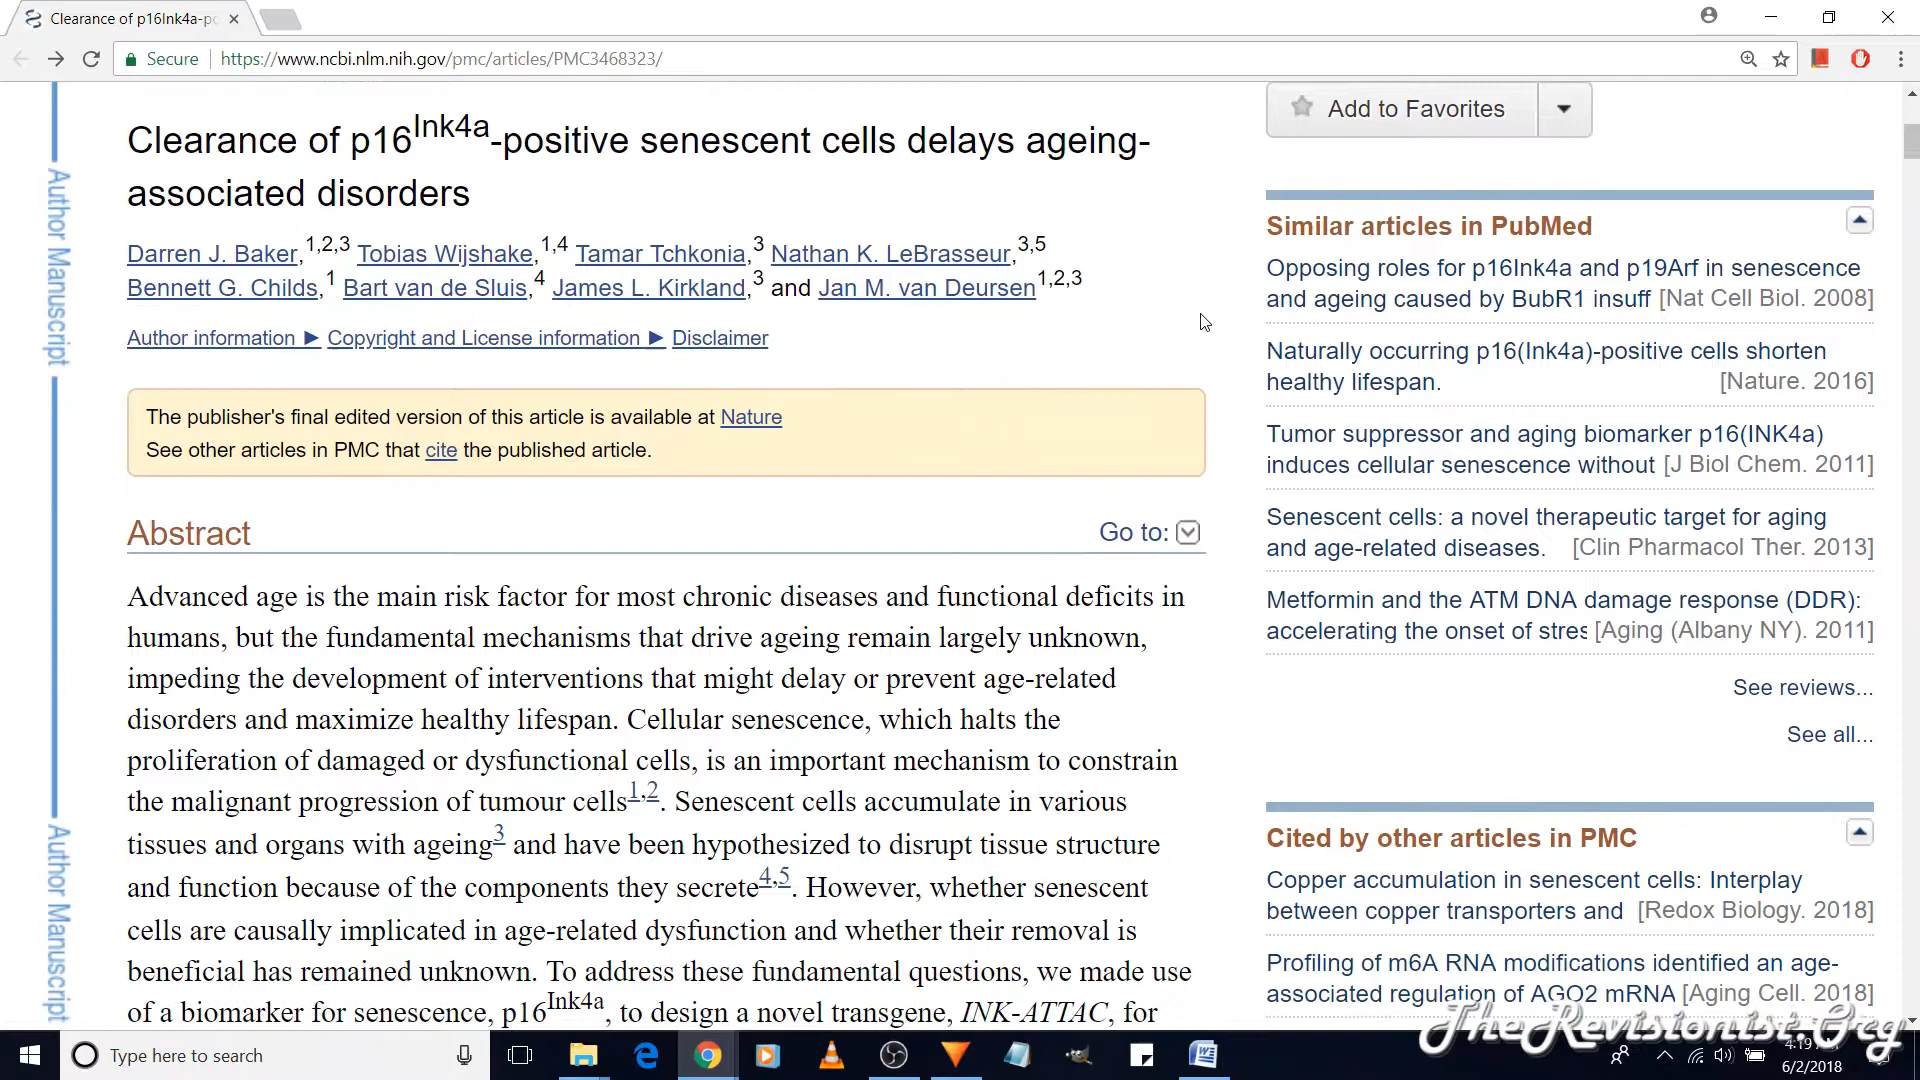 Clearance of p16Ink4a-po
Secure https://www.ncbi.nlm.nih.gov/pmc/articles/PMC3468323/
Author Manuscript
Author Manuscript
Clearance of p16Ink4a-positive senescent cells delays ageing-
associated disorders
Darren J. Baker,1,2,3 Tobias Wijshake,1,4 Tamar Tchkonia,3 Nathan K. LeBrasseur,3,5
Bennett G. Childs,1 Bart van de Sluis,4 James L. Kirkland,3 and Jan M. van Deursen1,2,3
Author information ► Copyright and License information ► Disclaimer
The publisher's final edited version of this article is available at Nature
See other articles in PMC that cite the published article.
Abstract
Go to:
Advanced age is the main risk factor for most chronic diseases and functional deficits in
humans, but the fundamental mechanisms that drive ageing remain largely unknown,
impeding the development of interventions that might delay or prevent age-related
disorders and maximize healthy lifespan. Cellular senescence, which halts the
proliferation of damaged or dysfunctional cells, is an important mechanism to constrain
the malignant progression of tumour cells1,2. Senescent cells accumulate in various
tissues and organs with ageing3 and have been hypothesized to disrupt tissue structure
and function because of the components they secrete4,5. However, whether senescent
cells are causally implicated in age-related dysfunction and whether their removal is
beneficial has remained unknown. To address these fundamental questions, we made use
of a biomarker for senescence, p16Ink4a, to design a novel transgene, INK-ATTAC, for
Add to Favorites
Similar articles in PubMed
Opposing roles for p16Ink4a and p19Arf in senescence
and ageing caused by BubR1 insuff [Nat Cell Biol. 2008]
Naturally occurring p16(Ink4a)-positive cells shorten
healthy lifespan. [Nature. 2016]
Tumor suppressor and aging biomarker p16(INK4a)
induces cellular senescence without [J Biol Chem. 2011]
Senescent cells: a novel therapeutic target for aging
and age-related diseases. [Clin Pharmacol Ther. 2013]
Metformin and the ATM DNA damage response (DDR):
accelerating the onset of stres [Aging (Albany NY). 2011]
See reviews...
See all...
Cited by other articles in PMC
Copper accumulation in senescent cells: Interplay
between copper transporters and [Redox Biology. 2018]
Profiling of m6A RNA modifications identified an age-
associated regulation of AGO2 mRNA [Aging Cell. 2018]
TheRevisionist.Org
Type here to search
4:19
6/2/2018